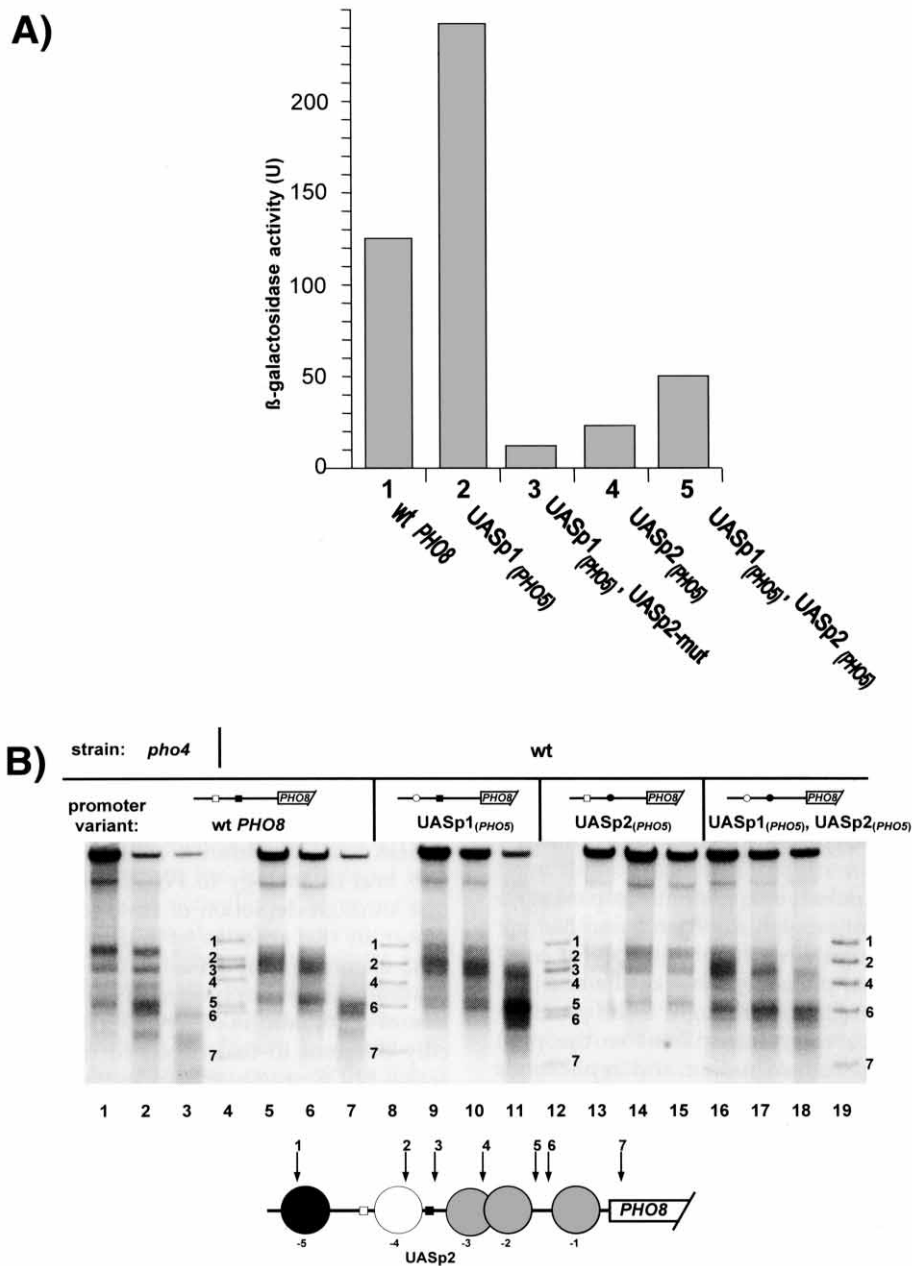 A)
ß-galactosidase activity (U)
200
150
100
50
0
1 2 3 4 5
wt PHO8
UASp1 (PHO5)
UASp1 (PHO5), UASp2-mut
UASp2 (PHO5)
UASp1 (PHO5), UASp2 (PHO5)
B)
strain: pho4 wt
PHO8 PHO8 PHO8 PHO8
promoter variant: wt PHO8 UASp1(PHO5) UASp2(PHO5) UASp1(PHO5), UASp2(PHO5)
1 2 3 4 5 6 7
1 2 4 6 7
1 2 3 4 5 6 7
1 2 4 6 7
1 2 3 4 5 6 7 8 9 10 11 12 13 14 15 16 17 18 19
1 2 3 4 5 6 7
PHO8
-5 -4 -3 -2 -1
UASp2